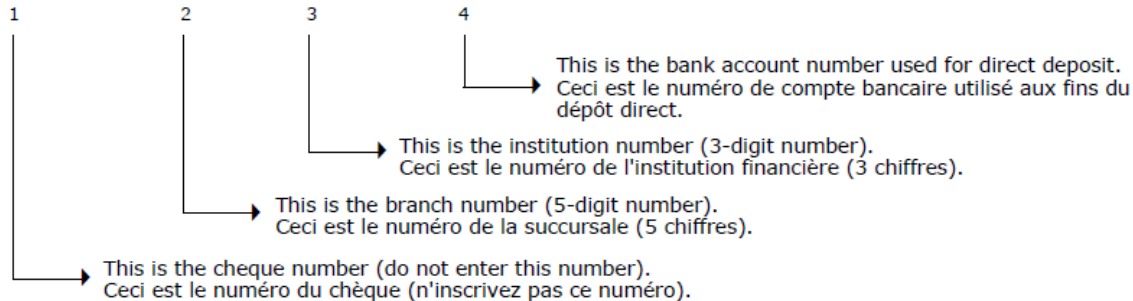 1 2 3 4
This is the bank account number used for direct deposit.
Ceci est le numéro de compte bancaire utilisé aux fins du
dépôt direct.
This is the institution number (3-digit number).
Ceci est le numéro de l'institution financière (3 chiffres).
This is the branch number (5-digit number).
Ceci est le numéro de la succursale (5 chiffres).
This is the cheque number (do not enter this number).
Ceci est le numéro du chèque (n'inscrivez pas ce numéro).